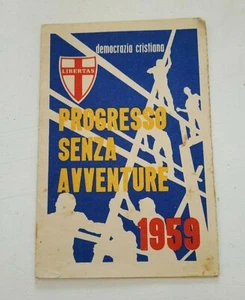 democrazia cristiana
LIBERTAS
PROGRESSO
SENZA
AVVENTURE
1959